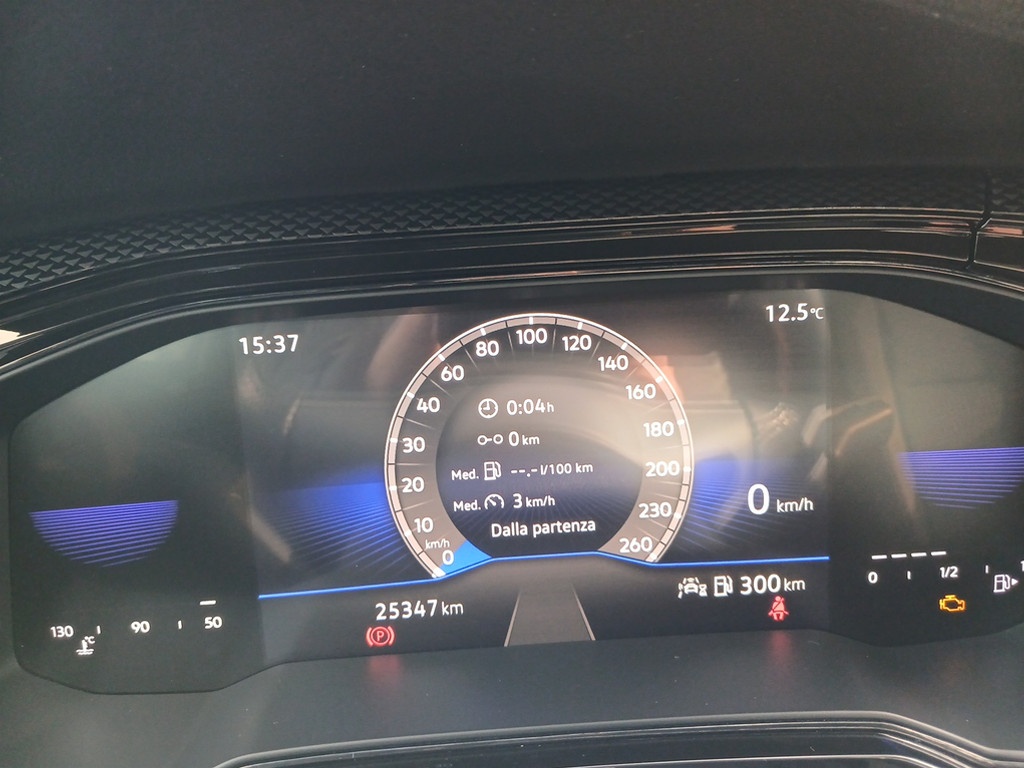 15:37
12.5°C
0:04h
0 km
Med. --.- l/100 km
Med. 3 km/h
Dalla partenza
km/h
0
10
20
30
40
60
80
100
120
140
160
180
200
230
260
0 km/h
25347 km
300 km
P
130 90 50
°C
0 1/2